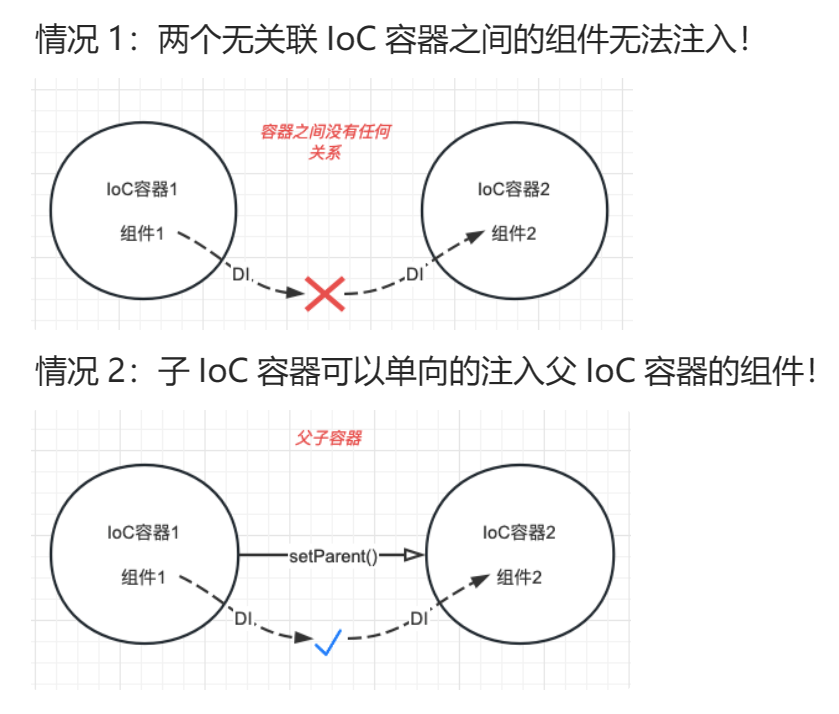 情况 1：两个无关联 IoC 容器之间的组件无法注入！
容器之间没有任何
关系
IoC容器1
IoC容器2
组件1
组件2
DI
DI
情况 2：子 IoC 容器可以单向的注入父 IoC 容器的组件！
父子容器
IoC容器1
IoC容器2
setParent()
组件1
组件2
DI
DI